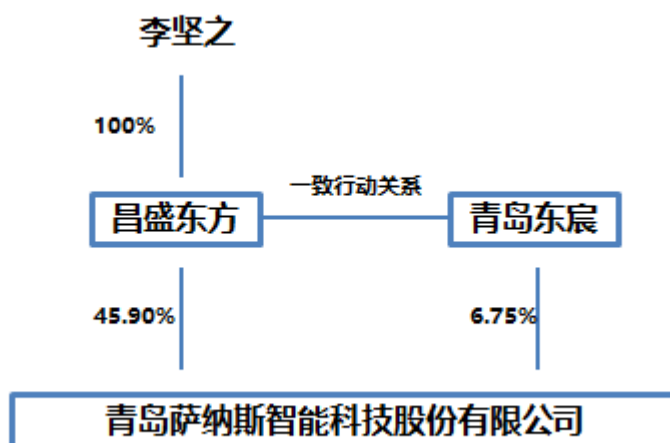 李坚之
100%
一致行动关系
昌盛东方
青岛东宸
45.90%
6.75%
青岛萨纳斯智能科技股份有限公司